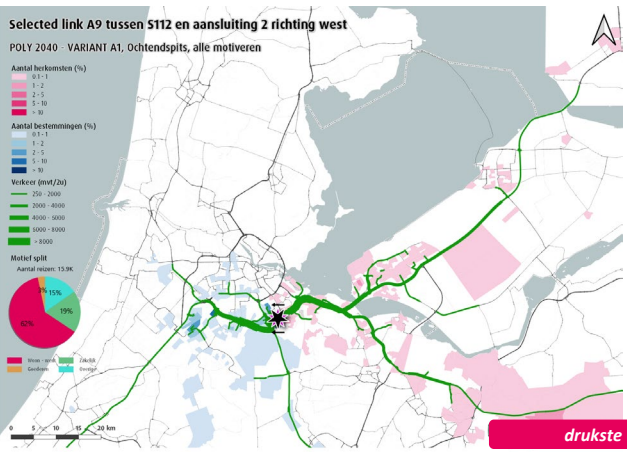 Selected link A9 tussen S112 en aansluiting 2 richting west
POLY 2040 - VARIANT A1, Ochtendspits, alle motiveren
Aantal herkomsten (%)
0.1 - 1
1 - 2
2 - 5
5 - 10
> 10
Aantal bestemmingen (%)
0.1 - 1
1 - 2
2 - 5
5 - 10
> 10
Verkeer (mvt/2u)
250 - 2000
2000 - 4000
4000 - 6000
6000 - 8000
> 8000
Motief split
Aantal reizen: 15.9K
15%
19%
Woon - werk
Zakelijk
Goederen
Overige
0
5
10
15
20 km
drukste